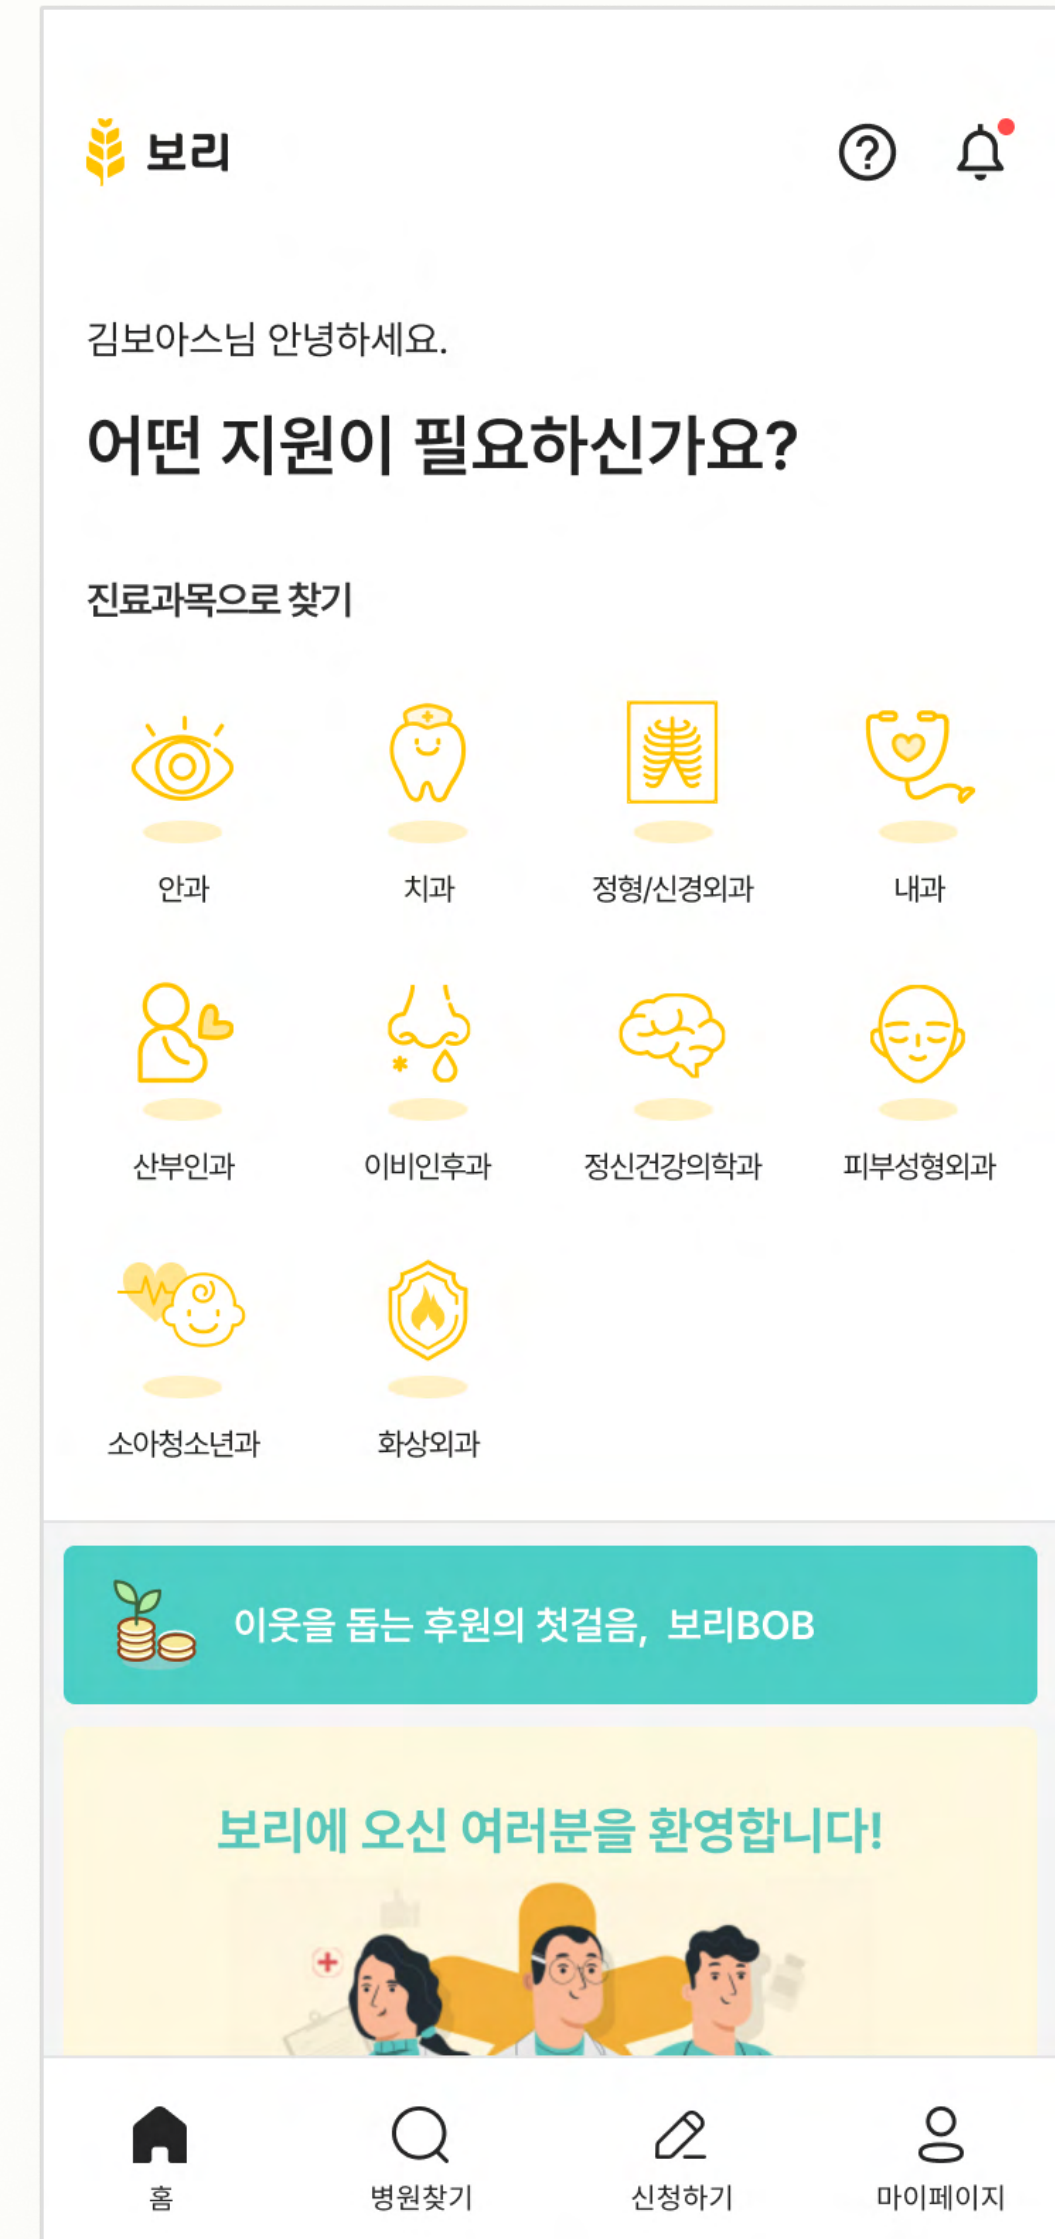 보리
김보아스님 안녕하세요.
어떤 지원이 필요하신가요?
진료과목으로 찾기
안과 치과 정형/신경외과 내과
산부인과 이비인후과 정신건강의학과 피부성형외과
소아청소년과 화상외과
이웃을 돕는 후원의 첫걸음, 보리BOB
보리에 오신 여러분을 환영합니다!
홈 병원찾기 신청하기 마이페이지